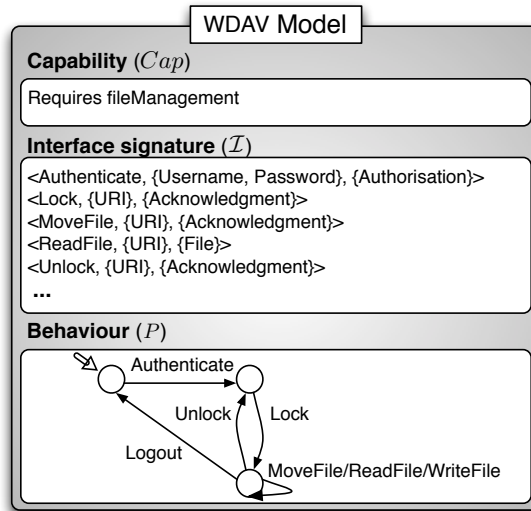 WDAV Model
Capability (Cap)
Requires fileManagement
Interface signature (ℐ)
<Authenticate, {Username, Password}, {Authorisation}>
<Lock, {URI}, {Acknowledgment}>
<MoveFile, {URI}, {Acknowledgment}>
<ReadFile, {URI}, {File}>
<Unlock, {URI}, {Acknowledgment}>
...
Behaviour (P)
Authenticate
Unlock Lock
Logout
MoveFile/ReadFile/WriteFile